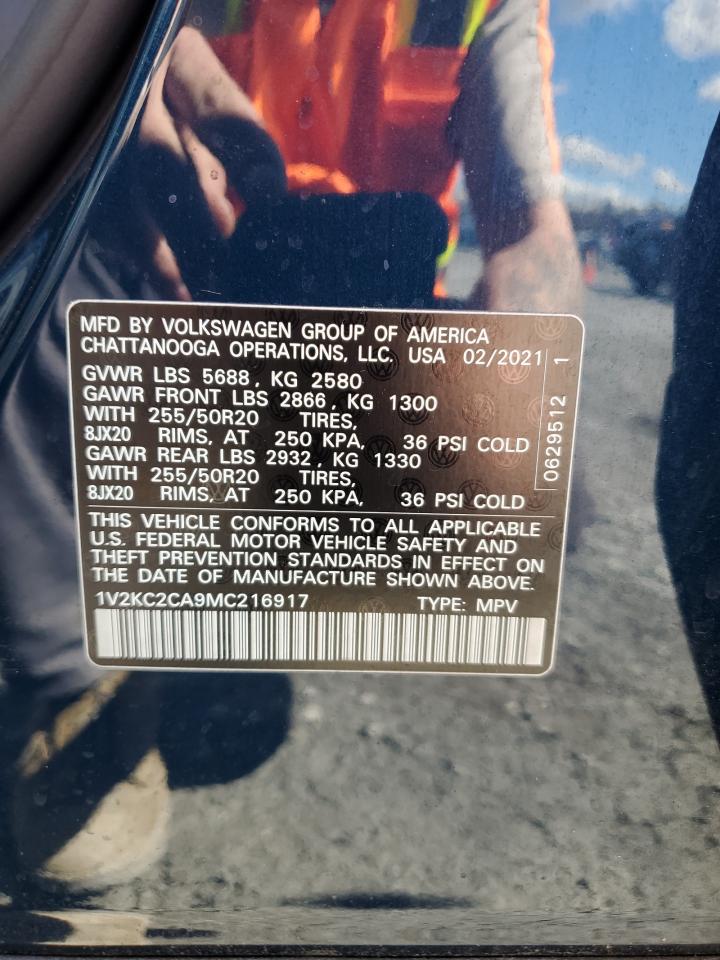 MFD BY VOLKSWAGEN GROUP OF AMERICA
CHATTANOOGA OPERATIONS, LLC. USA 02/2021
GVWR LBS 5688, KG 2580
GAWR FRONT LBS 2866, KG 1300
WITH 255/50R20 TIRES,
8JX20 RIMS, AT 250 KPA, 36 PSI COLD
GAWR REAR LBS 2932, KG 1330
WITH 255/50R20 TIRES,
8JX20 RIMS, AT 250 KPA, 36 PSI COLD
0629512 1
THIS VEHICLE CONFORMS TO ALL APPLICABLE
U.S. FEDERAL MOTOR VEHICLE SAFETY AND
THEFT PREVENTION STANDARDS IN EFFECT ON
THE DATE OF MANUFACTURE SHOWN ABOVE.
1V2KC2CA9MC216917 TYPE: MPV